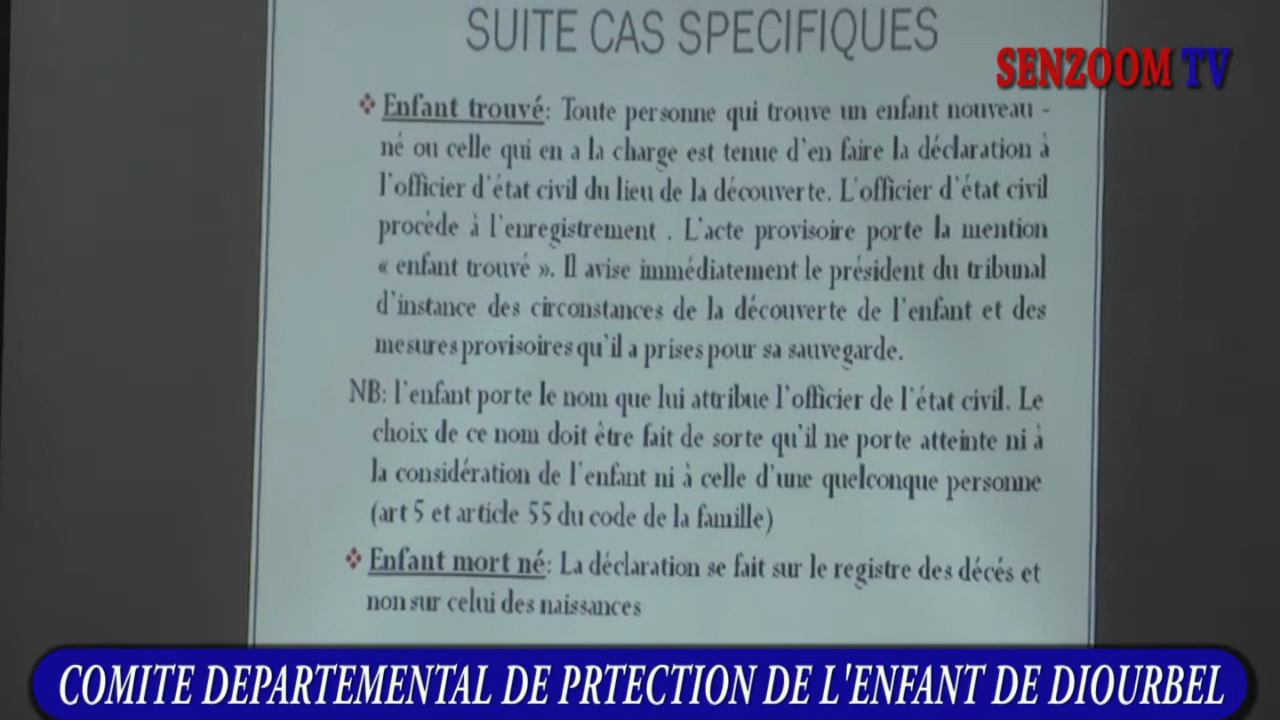 SUITE CAS SPECIFIQUES
SENZOOM TV
❖ Enfant trouvé: Toute personne qui trouve un enfant nouveau -
né ou celle qui en a la charge est tenue d'en faire la déclaration à
l'officier d'état civil du lieu de la découverte. L'officier d'état civil
procède à l'enregistrement . L'acte provisoire porte la mention
« enfant trouvé ». Il avise immédiatement le président du tribunal
d'instance des circonstances de la découverte de l'enfant et des
mesures provisoires qu'il a prises pour sa sauvegarde.
NB: l'enfant porte le nom que lui attribue l'officier de l'état civil. Le
choix de ce nom doit être fait de sorte qu'il ne porte atteinte ni à
la considération de l'enfant ni à celle d'une quelconque personne
(art 5 et article 55 du code de la famille)
❖ Enfant mort né: La déclaration se fait sur le registre des décés et
non sur celui des naissances
COMITE DEPARTEMENTAL DE PRTECTION DE L'ENFANT DE DIOURBEL